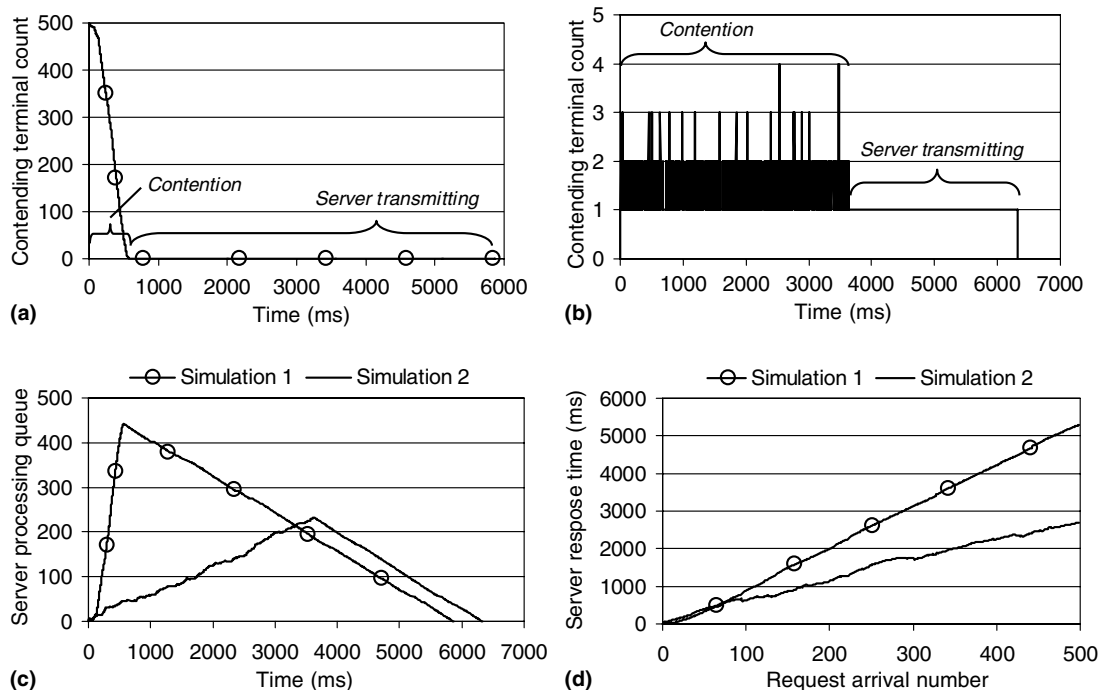 500
400
300
200
100
0
Contending terminal count
Contention
Server transmitting
0 1000 2000 3000 4000 5000 6000
Time (ms)
(a)
5
4
3
2
1
0
Contending terminal count
Contention
Server transmitting
0 1000 2000 3000 4000 5000 6000 7000
Time (ms)
(b)
Simulation 1 Simulation 2
500
400
300
200
100
0
Server processing queue
0 1000 2000 3000 4000 5000 6000 7000
Time (ms)
(c)
Simulation 1 Simulation 2
6000
5000
4000
3000
2000
1000
0
Server respose time (ms)
0 100 200 300 400 500
Request arrival number
(d)